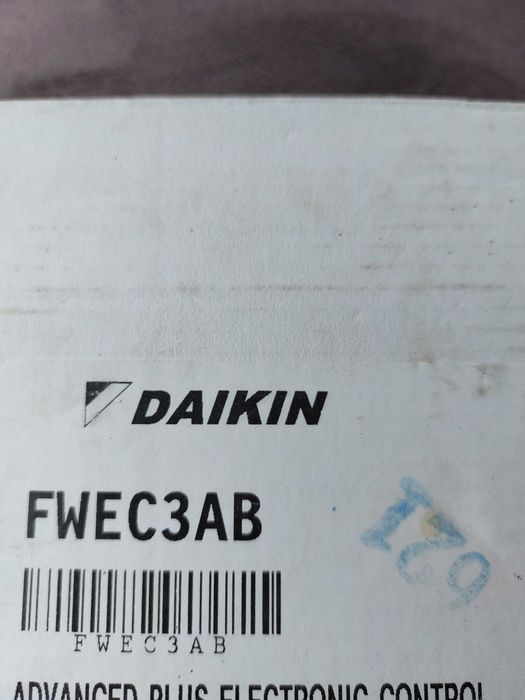 DAIKIN
FWEC3AB
FWEC3AB
ADVANCED PLUS ELECTRONIC CONTROL